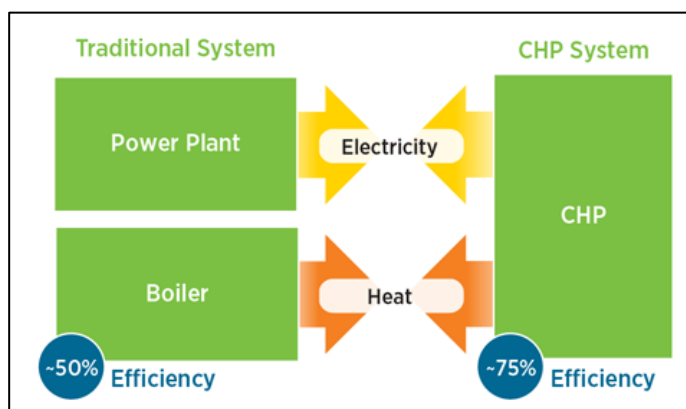 Traditional System
CHP System
Power Plant
Electricity
CHP
Boiler
Heat
~50%
Efficiency
~75%
Efficiency